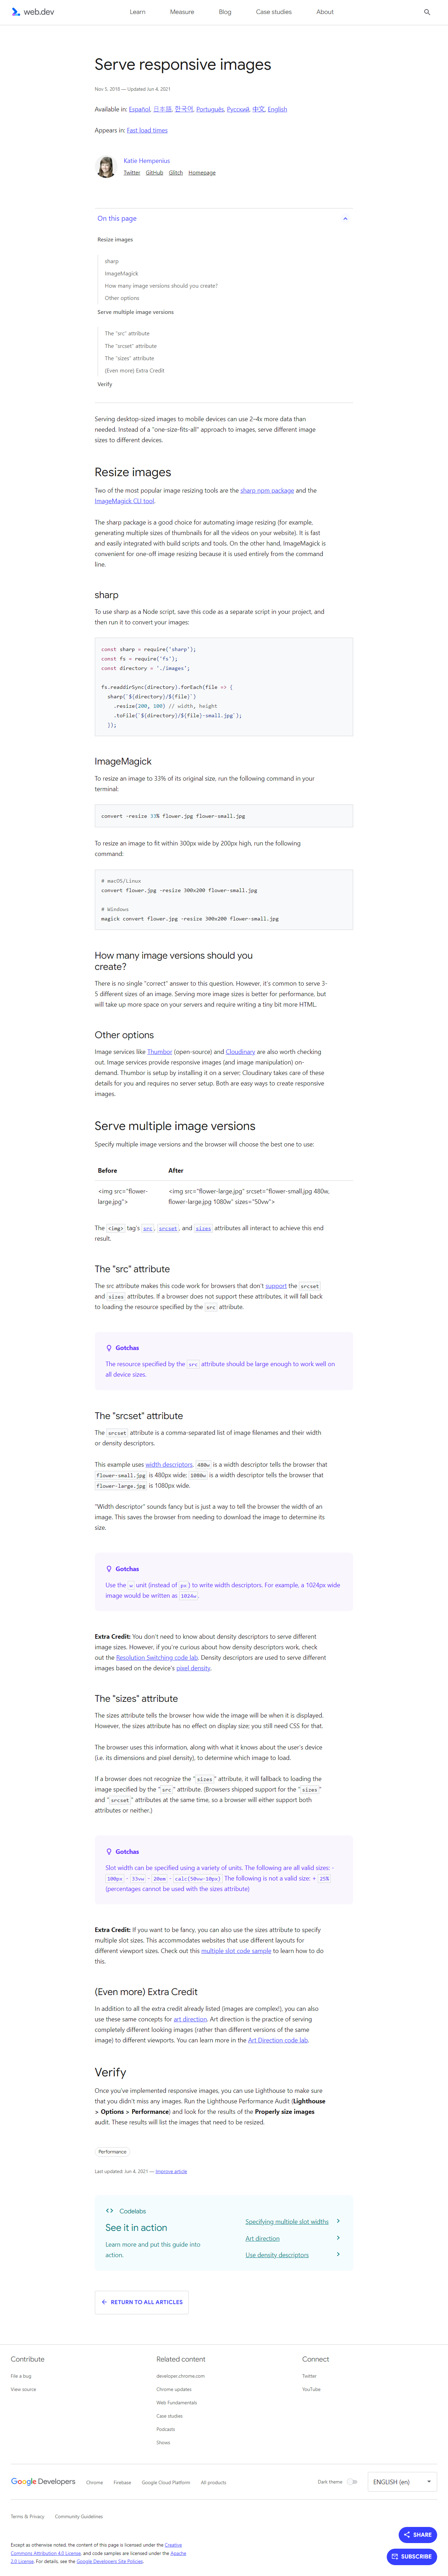 web.dev
Learn
Measure
Blog
Case studies
About
Serve responsive images
Nov 5, 2018 — Updated Jun 4, 2021
Available in: Español, 日本語, 한국어, Português, Русский, 中文, English
Appears in: Fast load times
Katie Hempenius
Twitter GitHub Glitch Homepage
On this page
Resize images
sharp
ImageMagick
How many image versions should you create?
Other options
Serve multiple image versions
The "src" attribute
The "srcset" attribute
The "sizes" attribute
(Even more) Extra Credit
Verify
Serving desktop-sized images to mobile devices can use 2–4x more data than
needed. Instead of a "one-size-fits-all" approach to images, serve different image
sizes to different devices.
Resize images
Two of the most popular image resizing tools are the sharp npm package and the
ImageMagick CLI tool.
The sharp package is a good choice for automating image resizing (for example,
generating multiple sizes of thumbnails for all the videos on your website). It is fast
and easily integrated with build scripts and tools. On the other hand, ImageMagick is
convenient for one-off image resizing because it is used entirely from the command
line.
sharp
To use sharp as a Node script, save this code as a separate script in your project, and
then run it to convert your images:
const sharp = require('sharp');
const fs = require('fs');
const directory = './images';
fs.readdirSync(directory).forEach(file => {
sharp(`${directory}/${file}`)
.resize(200, 100) // width, height
.toFile(`${directory}/${file}-small.jpg`);
});
ImageMagick
To resize an image to 33% of its original size, run the following command in your
terminal:
convert -resize 33% flower.jpg flower-small.jpg
To resize an image to fit within 300px wide by 200px high, run the following
command:
# macOS/Linux
convert flower.jpg -resize 300x200 flower-small.jpg
# Windows
magick convert flower.jpg -resize 300x200 flower-small.jpg
How many image versions should you
create?
There is no single "correct" answer to this question. However, it's common to serve 3-
5 different sizes of an image. Serving more image sizes is better for performance, but
will take up more space on your servers and require writing a tiny bit more HTML.
Other options
Image services like Thumbor (open-source) and Cloudinary are also worth checking
out. Image services provide responsive images (and image manipulation) on-
demand. Thumbor is setup by installing it on a server; Cloudinary takes care of these
details for you and requires no server setup. Both are easy ways to create responsive
images.
Serve multiple image versions
Specify multiple image versions and the browser will choose the best one to use:
Before
After
<img src="flower-
large.jpg">
<img src="flower-large.jpg" srcset="flower-small.jpg 480w,
flower-large.jpg 1080w" sizes="50vw">
The <img> tag's src, srcset, and sizes attributes all interact to achieve this end
result.
The "src" attribute
The src attribute makes this code work for browsers that don't support the srcset
and sizes attributes. If a browser does not support these attributes, it will fall back
to loading the resource specified by the src attribute.
Gotchas
The resource specified by the src attribute should be large enough to work well on
all device sizes.
The "srcset" attribute
The srcset attribute is a comma-separated list of image filenames and their width
or density descriptors.
This example uses width descriptors. 480w is a width descriptor tells the browser that
flower-small.jpg is 480px wide; 1080w is a width descriptor tells the browser that
flower-large.jpg is 1080px wide.
"Width descriptor" sounds fancy but is just a way to tell the browser the width of an
image. This saves the browser from needing to download the image to determine its
size.
Gotchas
Use the w unit (instead of px) to write width descriptors. For example, a 1024px wide
image would be written as 1024w.
Extra Credit: You don't need to know about density descriptors to serve different
image sizes. However, if you're curious about how density descriptors work, check
out the Resolution Switching code lab. Density descriptors are used to serve different
images based on the device's pixel density.
The "sizes" attribute
The sizes attribute tells the browser how wide the image will be when it is displayed.
However, the sizes attribute has no effect on display size; you still need CSS for that.
The browser uses this information, along with what it knows about the user's device
(i.e. its dimensions and pixel density), to determine which image to load.
If a browser does not recognize the "sizes" attribute, it will fallback to loading the
image specified by the "src" attribute. (Browsers shipped support for the "sizes"
and "srcset" attributes at the same time, so a browser will either support both
attributes or neither.)
Gotchas
Slot width can be specified using a variety of units. The following are all valid sizes: -
100px - 33vw - 20em - calc(50vw-10px) The following is not a valid size: + 25%
(percentages cannot be used with the sizes attribute)
Extra Credit: If you want to be fancy, you can also use the sizes attribute to specify
multiple slot sizes. This accommodates websites that use different layouts for
different viewport sizes. Check out this multiple slot code sample to learn how to do
this.
(Even more) Extra Credit
In addition to all the extra credit already listed (images are complex!), you can also
use these same concepts for art direction. Art direction is the practice of serving
completely different looking images (rather than different versions of the same
image) to different viewports. You can learn more in the Art Direction code lab.
Verify
Once you've implemented responsive images, you can use Lighthouse to make sure
that you didn't miss any images. Run the Lighthouse Performance Audit (Lighthouse
> Options > Performance) and look for the results of the Properly size images
audit. These results will list the images that need to be resized.
Performance
Last updated: Jun 4, 2021 — Improve article
Codelabs
See it in action
Learn more and put this guide into
action.
Specifying multiple slot widths
Art direction
Use density descriptors
RETURN TO ALL ARTICLES
Contribute
File a bug
View source
Related content
developer.chrome.com
Chrome updates
Web Fundamentals
Case studies
Podcasts
Shows
Connect
Twitter
YouTube
Google Developers
Chrome
Firebase
Google Cloud Platform
All products
Dark theme
ENGLISH (en)
Terms & Privacy
Community Guidelines
SHARE
SUBSCRIBE
Except as otherwise noted, the content of this page is licensed under the Creative
Commons Attribution 4.0 License, and code samples are licensed under the Apache
2.0 License. For details, see the Google Developers Site Policies.